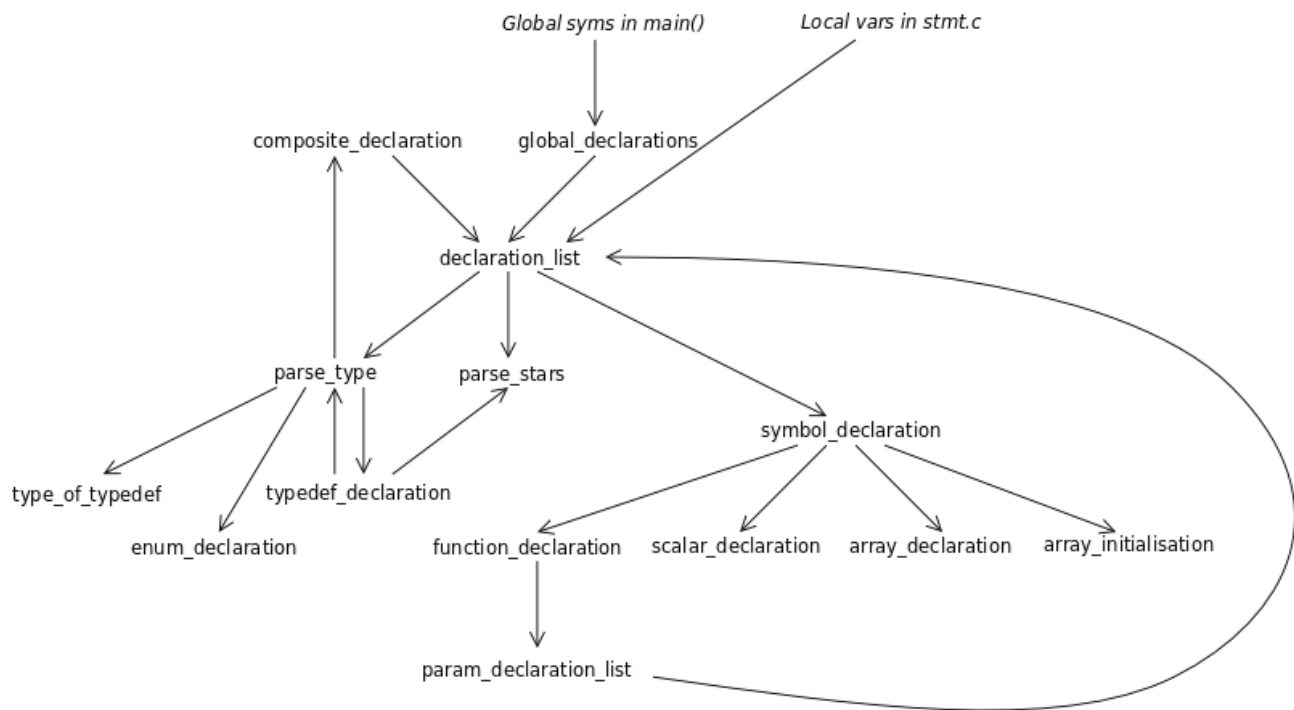 Global syms in main()
Local vars in stmt.c
composite_declaration
global_declarations
declaration_list
parse_type
parse_stars
symbol_declaration
type_of_typedef
typedef_declaration
enum_declaration
function_declaration
scalar_declaration
array_declaration
array_initialisation
param_declaration_list